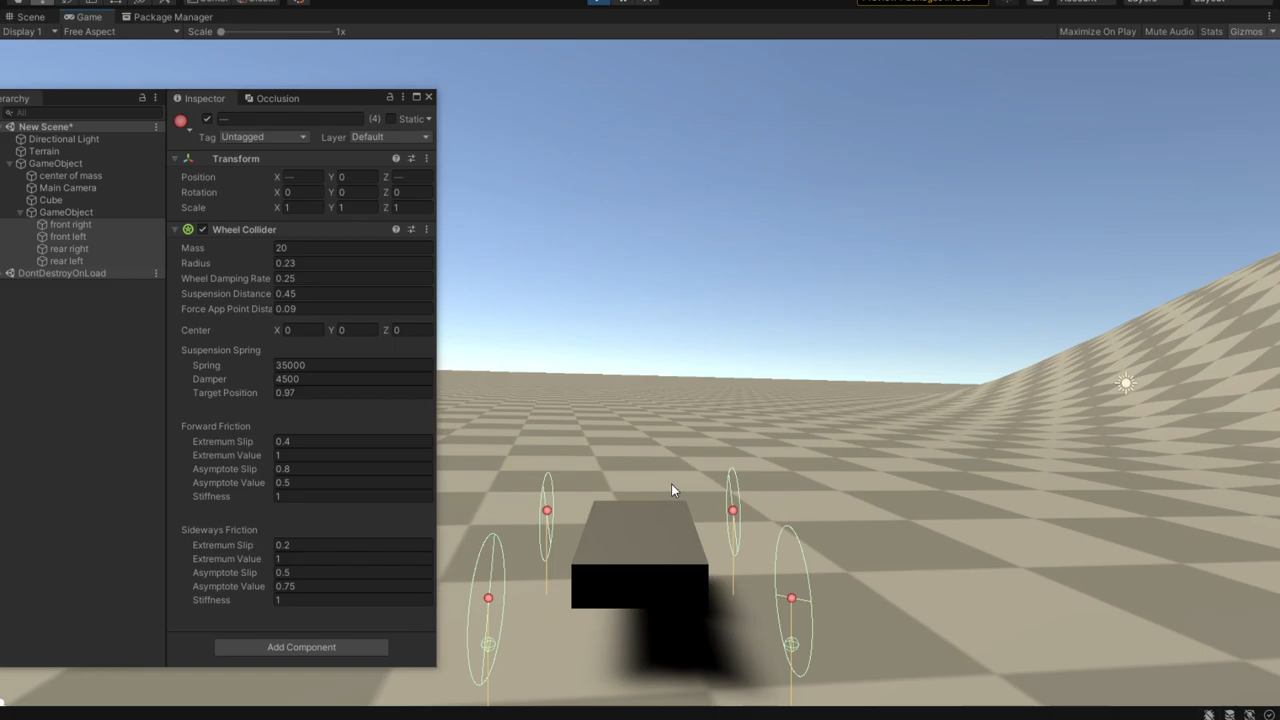 Scene Game Package Manager
Display 1 Free Aspect Scale 1x Maximize On Play Mute Audio Stats Gizmos
erarchy
All
New Scene*
Directional Light
Terrain
GameObject
center of mass
Main Camera
Cube
GameObject
front right
front left
rear right
rear left
DontDestroyOnLoad
Inspector Occlusion
— (4) Static
Tag Untagged Layer Default
Transform
Position X — Y 0 Z —
Rotation X 0 Y 0 Z 0
Scale X 1 Y 1 Z 1
Wheel Collider
Mass 20
Radius 0.23
Wheel Damping Rate 0.25
Suspension Distance 0.45
Force App Point Dista 0.09
Center X 0 Y 0 Z 0
Suspension Spring
Spring 35000
Damper 4500
Target Position 0.97
Forward Friction
Extremum Slip 0.4
Extremum Value 1
Asymptote Slip 0.8
Asymptote Value 0.5
Stiffness 1
Sideways Friction
Extremum Slip 0.2
Extremum Value 1
Asymptote Slip 0.5
Asymptote Value 0.75
Stiffness 1
Add Component